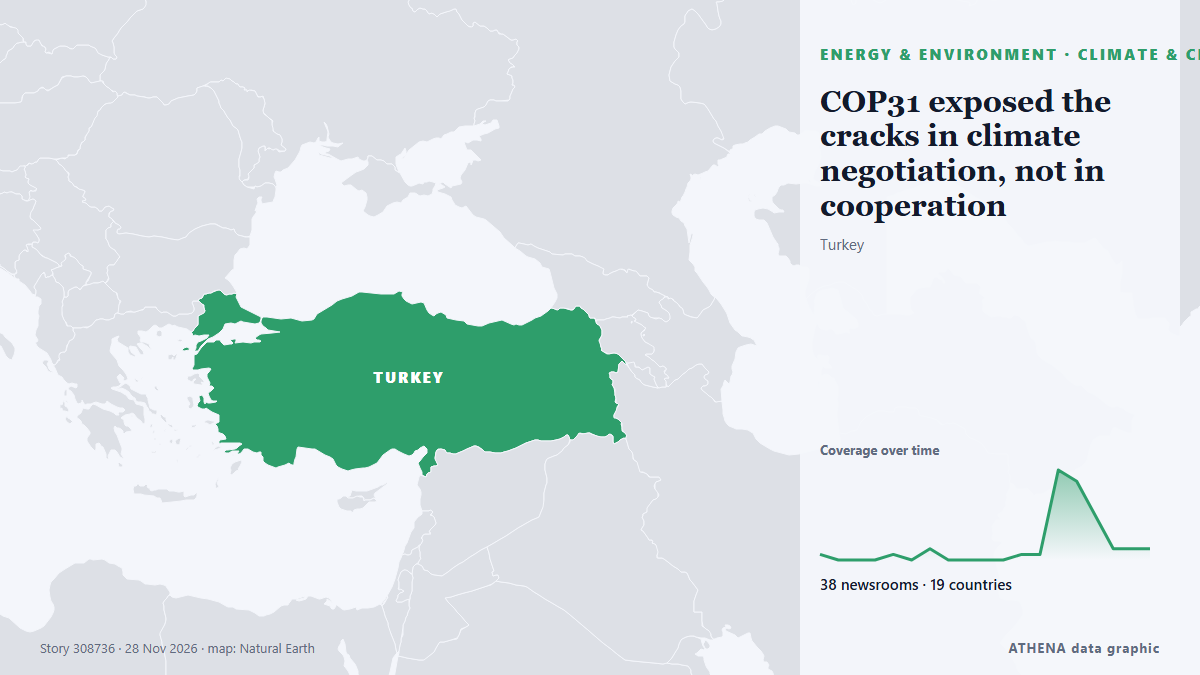 ENERGY & ENVIRONMENT · CLIMATE &
COP31 exposed the
cracks in climate
negotiation, not in
cooperation
Turkey
TURKEY
Coverage over time
38 newsrooms · 19 countries
Story 308736 · 28 Nov 2026 · map: Natural Earth
ATHENA data graphic